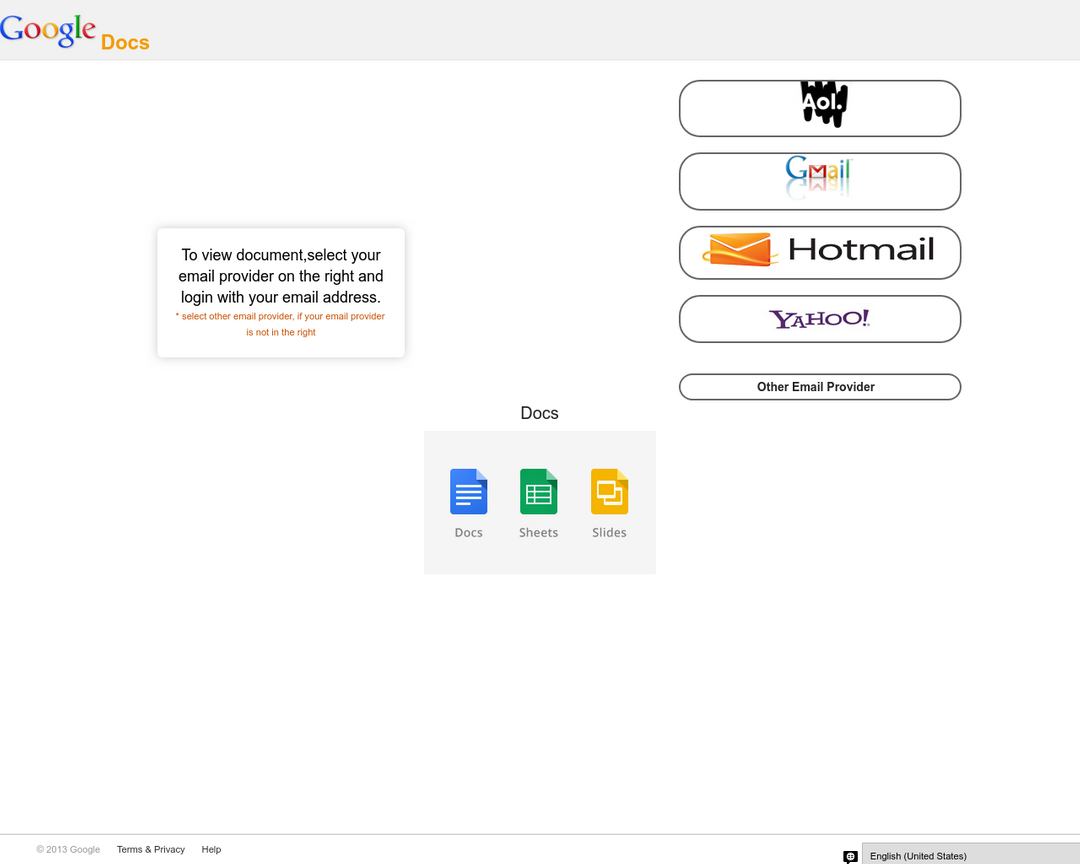 Google Docs
Aol.
Gmail
Hotmail
YAHOO!
Other Email Provider
To view document,select your
email provider on the right and
login with your email address.
* select other email provider, if your email provider
is not in the right
Docs
Docs Sheets Slides
© 2013 Google Terms & Privacy Help
English (United States)